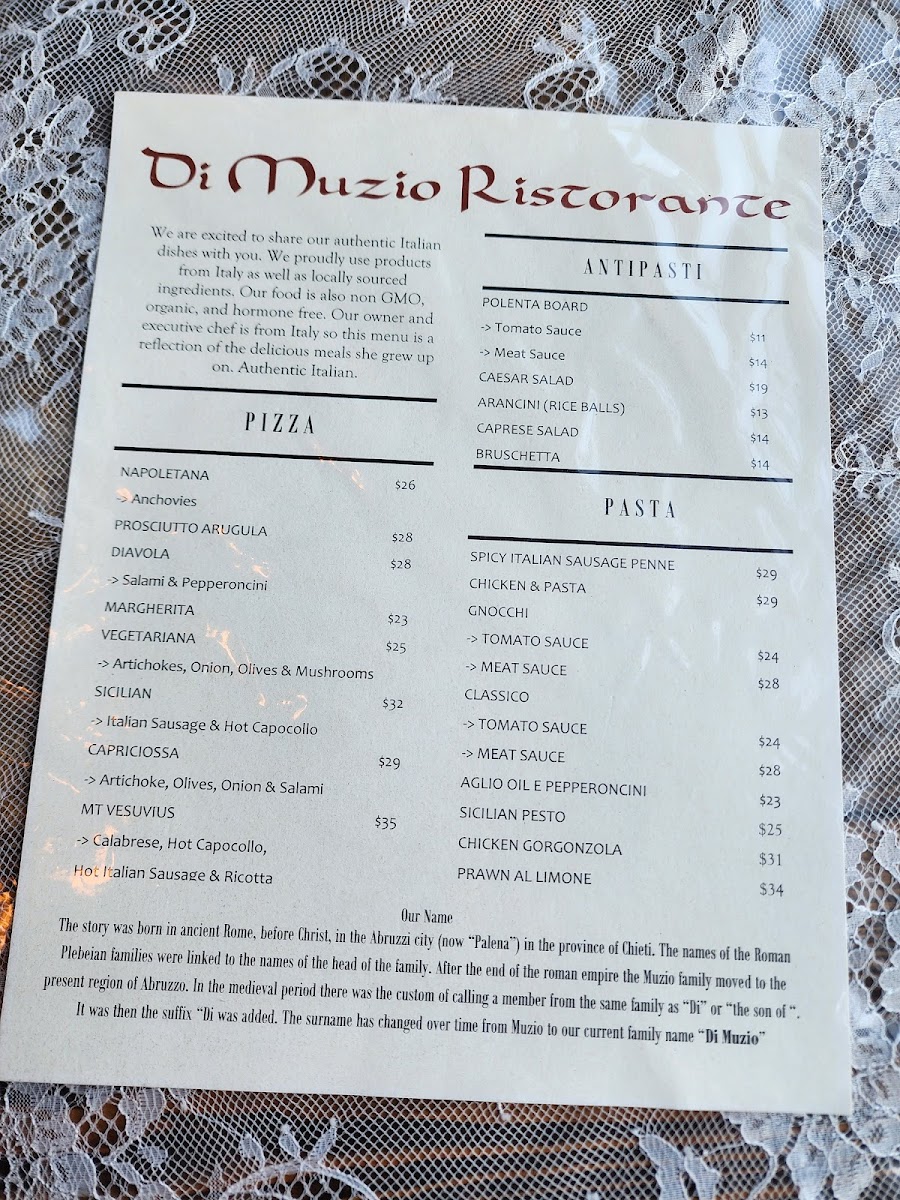 Di Muzio Ristorante
We are excited to share our authentic Italian
dishes with you. We proudly use products
from Italy as well as locally sourced
ingredients. Our food is also non GMO,
organic, and hormone free. Our owner and
executive chef is from Italy so this menu is a
reflection of the delicious meals she grew up
on. Authentic Italian.
PIZZA
NAPOLETANA $26
-> Anchovies
PROSCIUTTO ARUGULA $28
DIAVOLA $28
-> Salami & Pepperoncini
MARGHERITA $23
VEGETARIANA $25
-> Artichokes, Onion, Olives & Mushrooms
SICILIAN $32
-> Italian Sausage & Hot Capocollo
CAPRICIOSSA $29
-> Artichoke, Olives, Onion & Salami
MT VESUVIUS $35
-> Calabrese, Hot Capocollo,
Hot Italian Sausage & Ricotta
ANTIPASTI
POLENTA BOARD
-> Tomato Sauce $11
-> Meat Sauce $14
CAESAR SALAD $19
ARANCINI (RICE BALLS) $13
CAPRESE SALAD $14
BRUSCHETTA $14
PASTA
SPICY ITALIAN SAUSAGE PENNE $29
CHICKEN & PASTA $29
GNOCCHI
-> TOMATO SAUCE $24
-> MEAT SAUCE $28
CLASSICO
-> TOMATO SAUCE $24
-> MEAT SAUCE $28
AGLIO OIL E PEPPERONCINI $23
SICILIAN PESTO $25
CHICKEN GORGONZOLA $31
PRAWN AL LIMONE $34
Our Name
The story was born in ancient Rome, before Christ, in the Abruzzi city (now “Palena”) in the province of Chieti. The names of the Roman
Plebeian families were linked to the names of the head of the family. After the end of the roman empire the Muzio family moved to the
present region of Abruzzo. In the medieval period there was the custom of calling a member from the same family as “Di” or “the son of “.
It was then the suffix “Di was added. The surname has changed over time from Muzio to our current family name “Di Muzio”